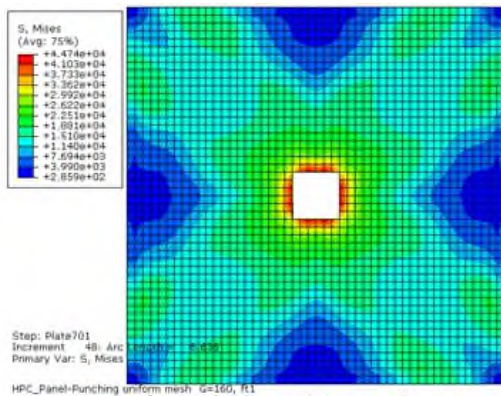 S, Mises
(Avg: 75%)
+4.474e+04
+4.103e+04
+3.733e+04
+3.362e+04
+2.992e+04
+2.622e+04
+2.251e+04
+1.881e+04
+1.510e+04
+1.140e+04
+7.694e+03
+3.990e+03
+2.859e+02
Step: Plate701
Increment 48: Arc Length =
Primary Var: S, Mises
HPC_Panel-Punching uniform mesh G=160, ft1